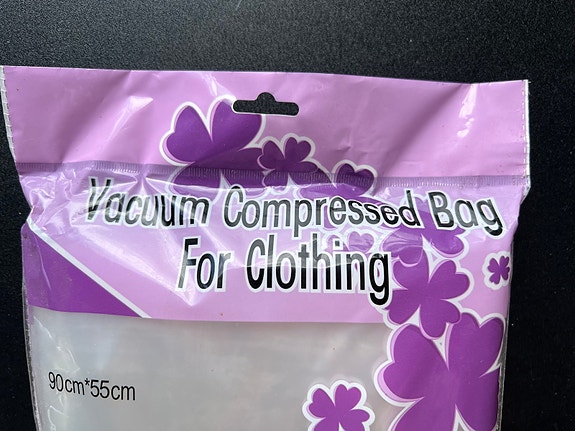 Vacuum Compressed Bag
For Clothing
90cm*55cm